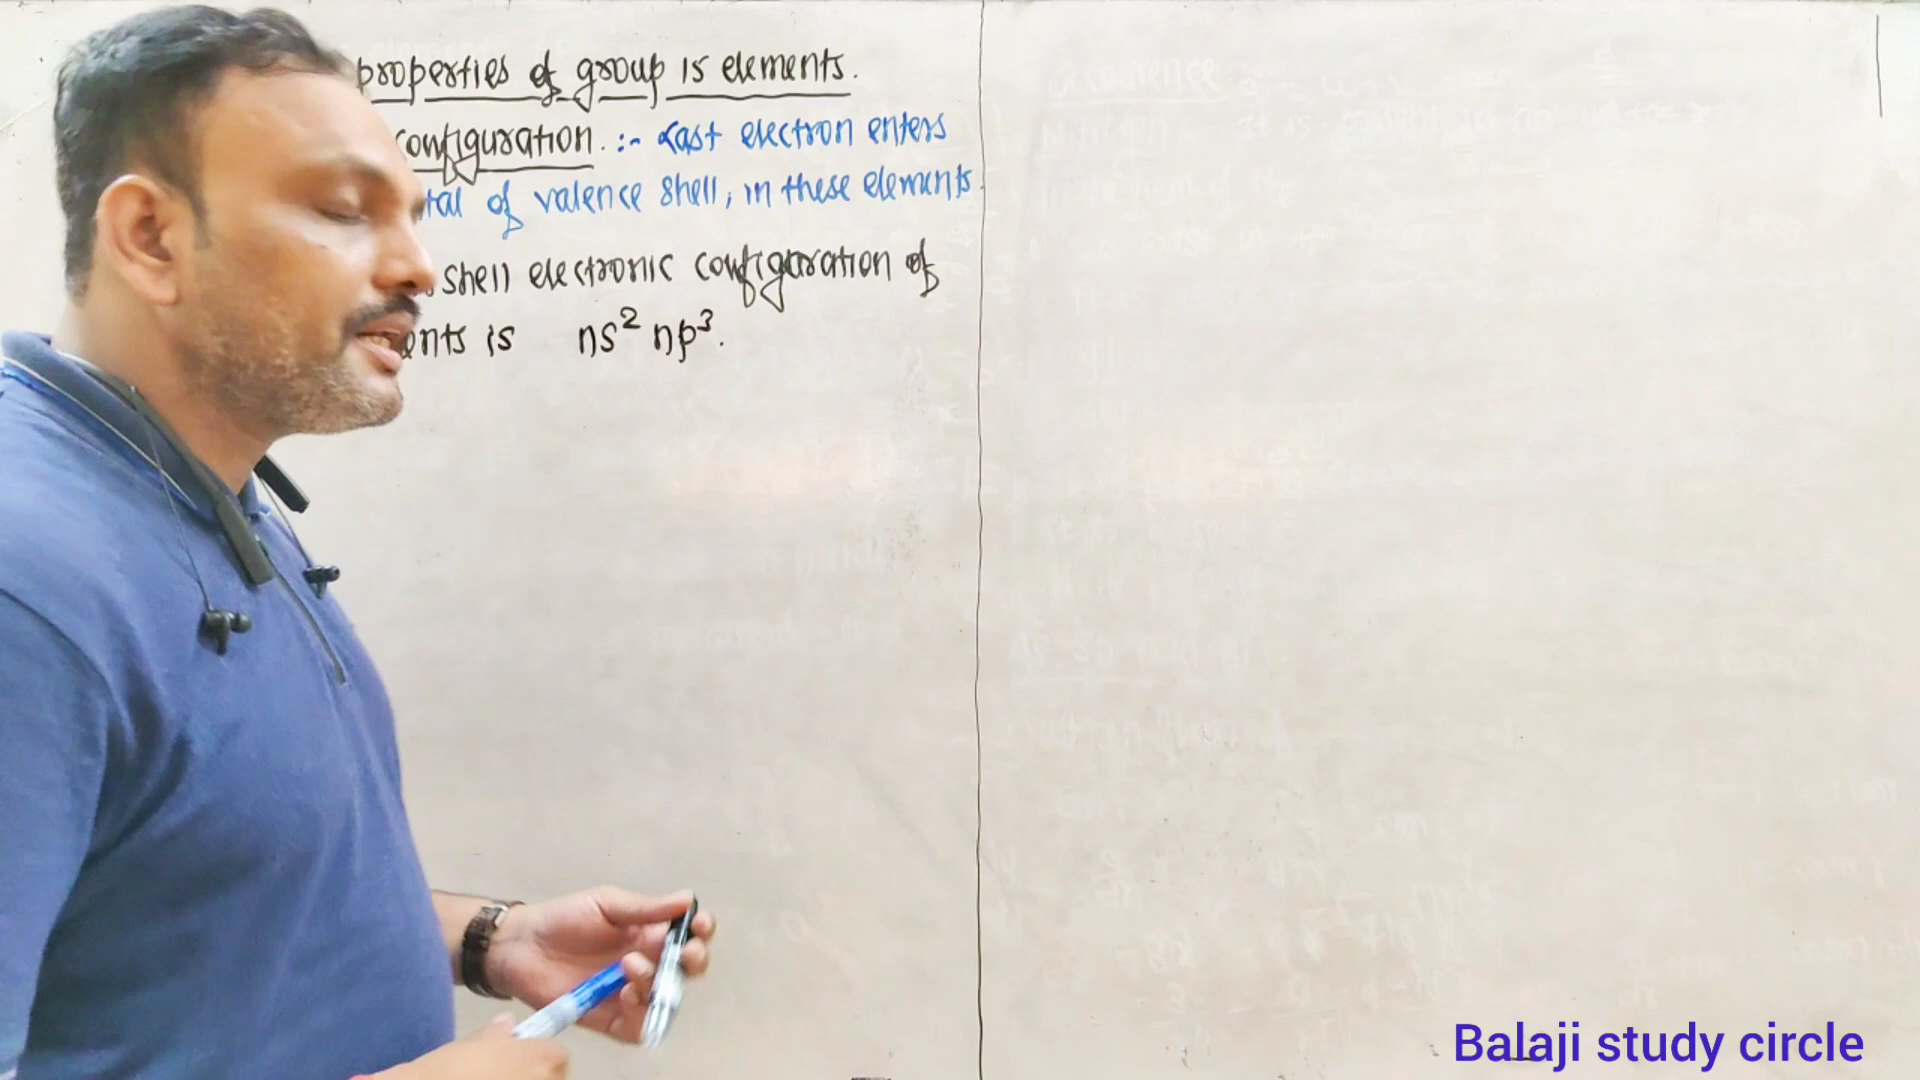 properties of group 15 elements.
configuration. :- Last electron enters
of valence shell, in these elements.
shell electronic configuration of
is ns² np³.
Balaji study circle